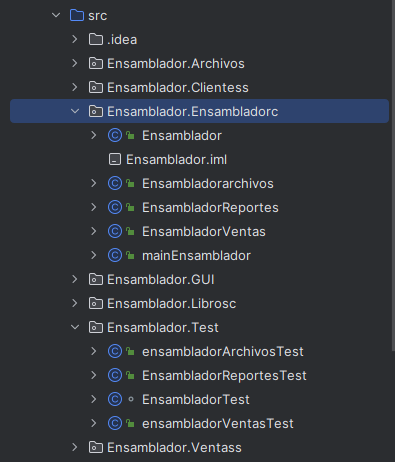 src
.idea
Ensamblador.Archivos
Ensamblador.Clientess
Ensamblador.Ensambladorc
Ensamblador
Ensamblador.iml
Ensambladorarchivos
EnsambladorReportes
EnsambladorVentas
mainEnsamblador
Ensamblador.GUI
Ensamblador.Librosc
Ensamblador.Test
ensambladorArchivosTest
EnsambladorReportesTest
EnsambladorTest
ensambladorVentasTest
Ensamblador.Ventass